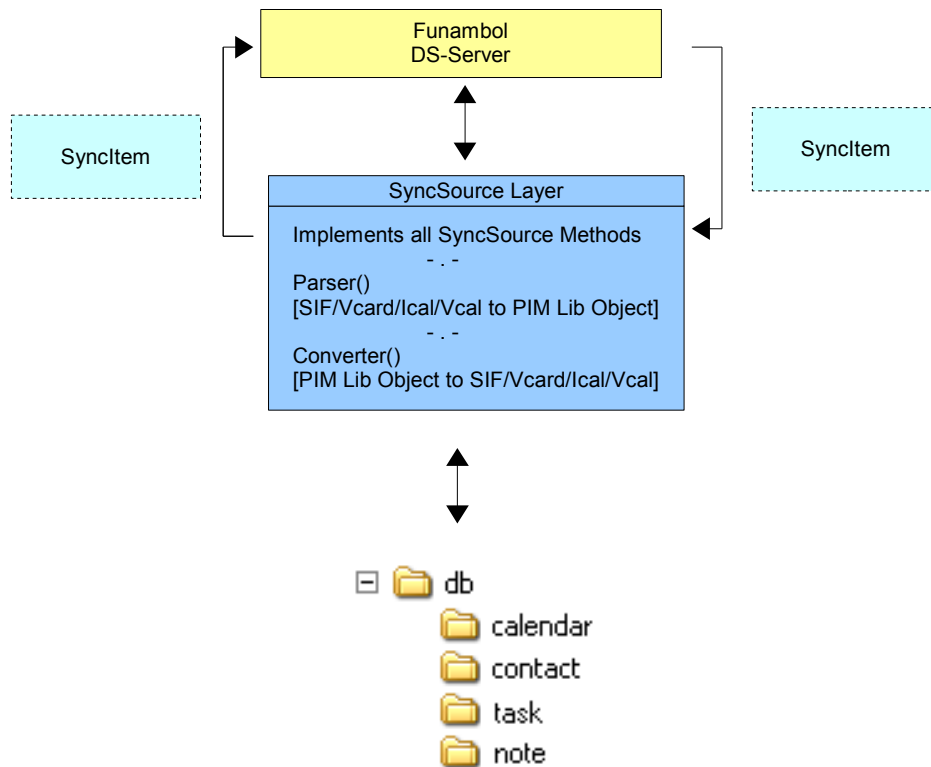 Funambol
DS-Server
SyncItem
SyncItem
SyncSource Layer
Implements all SyncSource Methods
- . -
Parser()
[SIF/Vcard/Ical/Vcal to PIM Lib Object]
- . -
Converter()
[PIM Lib Object to SIF/Vcard/Ical/Vcal]
db
calendar
contact
task
note